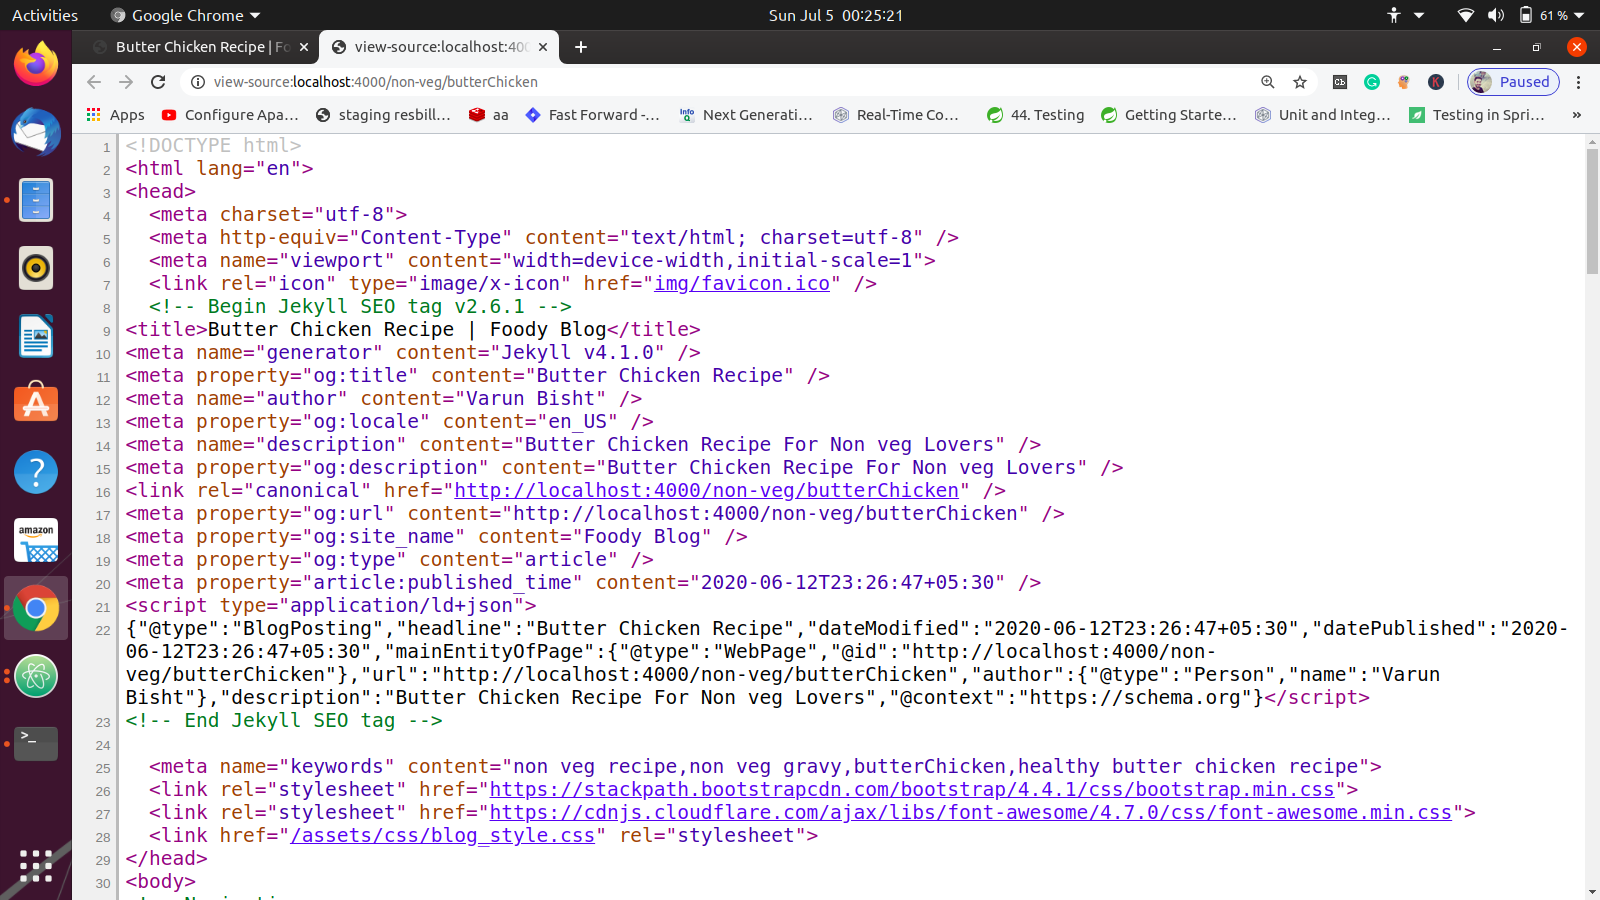 Activities Google Chrome Sun Jul 5 00:25:21 61 %
Butter Chicken Recipe | Fo view-source:localhost:400
view-source:localhost:4000/non-veg/butterChicken Paused
Apps Configure Apa... staging resbill... aa Fast Forward -... Next Generati... Real-Time Co... 44. Testing Getting Starte... Unit and Integ... Testing in Spri... »
1 <!DOCTYPE html>
2 <html lang="en">
3 <head>
4 <meta charset="utf-8">
5 <meta http-equiv="Content-Type" content="text/html; charset=utf-8" />
6 <meta name="viewport" content="width=device-width,initial-scale=1">
7 <link rel="icon" type="image/x-icon" href="img/favicon.ico" />
8 <!-- Begin Jekyll SEO tag v2.6.1 -->
9 <title>Butter Chicken Recipe | Foody Blog</title>
10 <meta name="generator" content="Jekyll v4.1.0" />
11 <meta property="og:title" content="Butter Chicken Recipe" />
12 <meta name="author" content="Varun Bisht" />
13 <meta property="og:locale" content="en_US" />
14 <meta name="description" content="Butter Chicken Recipe For Non veg Lovers" />
15 <meta property="og:description" content="Butter Chicken Recipe For Non veg Lovers" />
16 <link rel="canonical" href="http://localhost:4000/non-veg/butterChicken" />
17 <meta property="og:url" content="http://localhost:4000/non-veg/butterChicken" />
18 <meta property="og:site_name" content="Foody Blog" />
19 <meta property="og:type" content="article" />
20 <meta property="article:published_time" content="2020-06-12T23:26:47+05:30" />
21 <script type="application/ld+json">
22 {"@type":"BlogPosting","headline":"Butter Chicken Recipe","dateModified":"2020-06-12T23:26:47+05:30","datePublished":"2020-
06-12T23:26:47+05:30","mainEntityOfPage":{"@type":"WebPage","@id":"http://localhost:4000/non-
veg/butterChicken"},"url":"http://localhost:4000/non-veg/butterChicken","author":{"@type":"Person","name":"Varun
Bisht"},"description":"Butter Chicken Recipe For Non veg Lovers","@context":"https://schema.org"}</script>
23 <!-- End Jekyll SEO tag -->
24
25 <meta name="keywords" content="non veg recipe,non veg gravy,butterChicken,healthy butter chicken recipe">
26 <link rel="stylesheet" href="https://stackpath.bootstrapcdn.com/bootstrap/4.4.1/css/bootstrap.min.css">
27 <link rel="stylesheet" href="https://cdnjs.cloudflare.com/ajax/libs/font-awesome/4.7.0/css/font-awesome.min.css">
28 <link href="/assets/css/blog_style.css" rel="stylesheet">
29 </head>
30 <body>
amazon